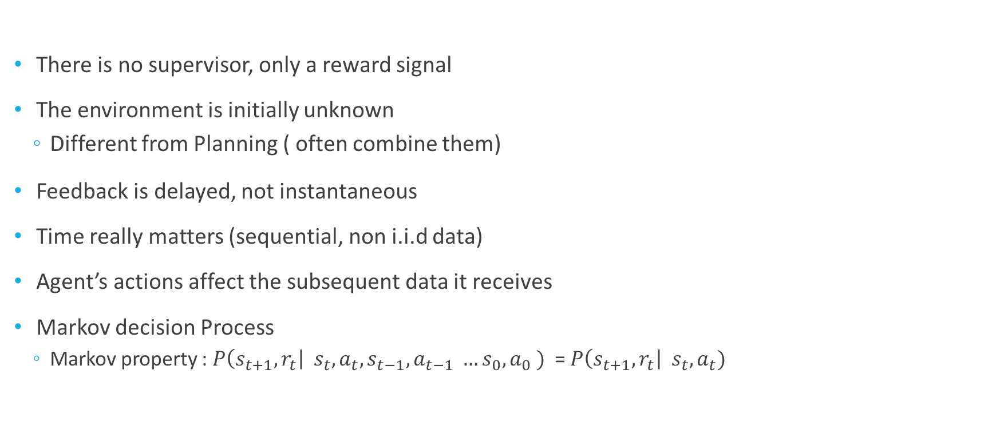 • There is no supervisor, only a reward signal
• The environment is initially unknown
◦ Different from Planning ( often combine them)
• Feedback is delayed, not instantaneous
• Time really matters (sequential, non i.i.d data)
• Agent’s actions affect the subsequent data it receives
• Markov decision Process
◦ Markov property : $P(s_{t+1}, r_t | s_t, a_t, s_{t-1}, a_{t-1} \dots s_0, a_0) = P(s_{t+1}, r_t | s_t, a_t)$